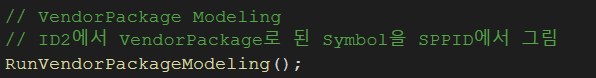 // VendorPackage Modeling
// ID2에서 VendorPackage로 된 Symbol을 SPPID에서 그림
RunVendorPackageModeling();